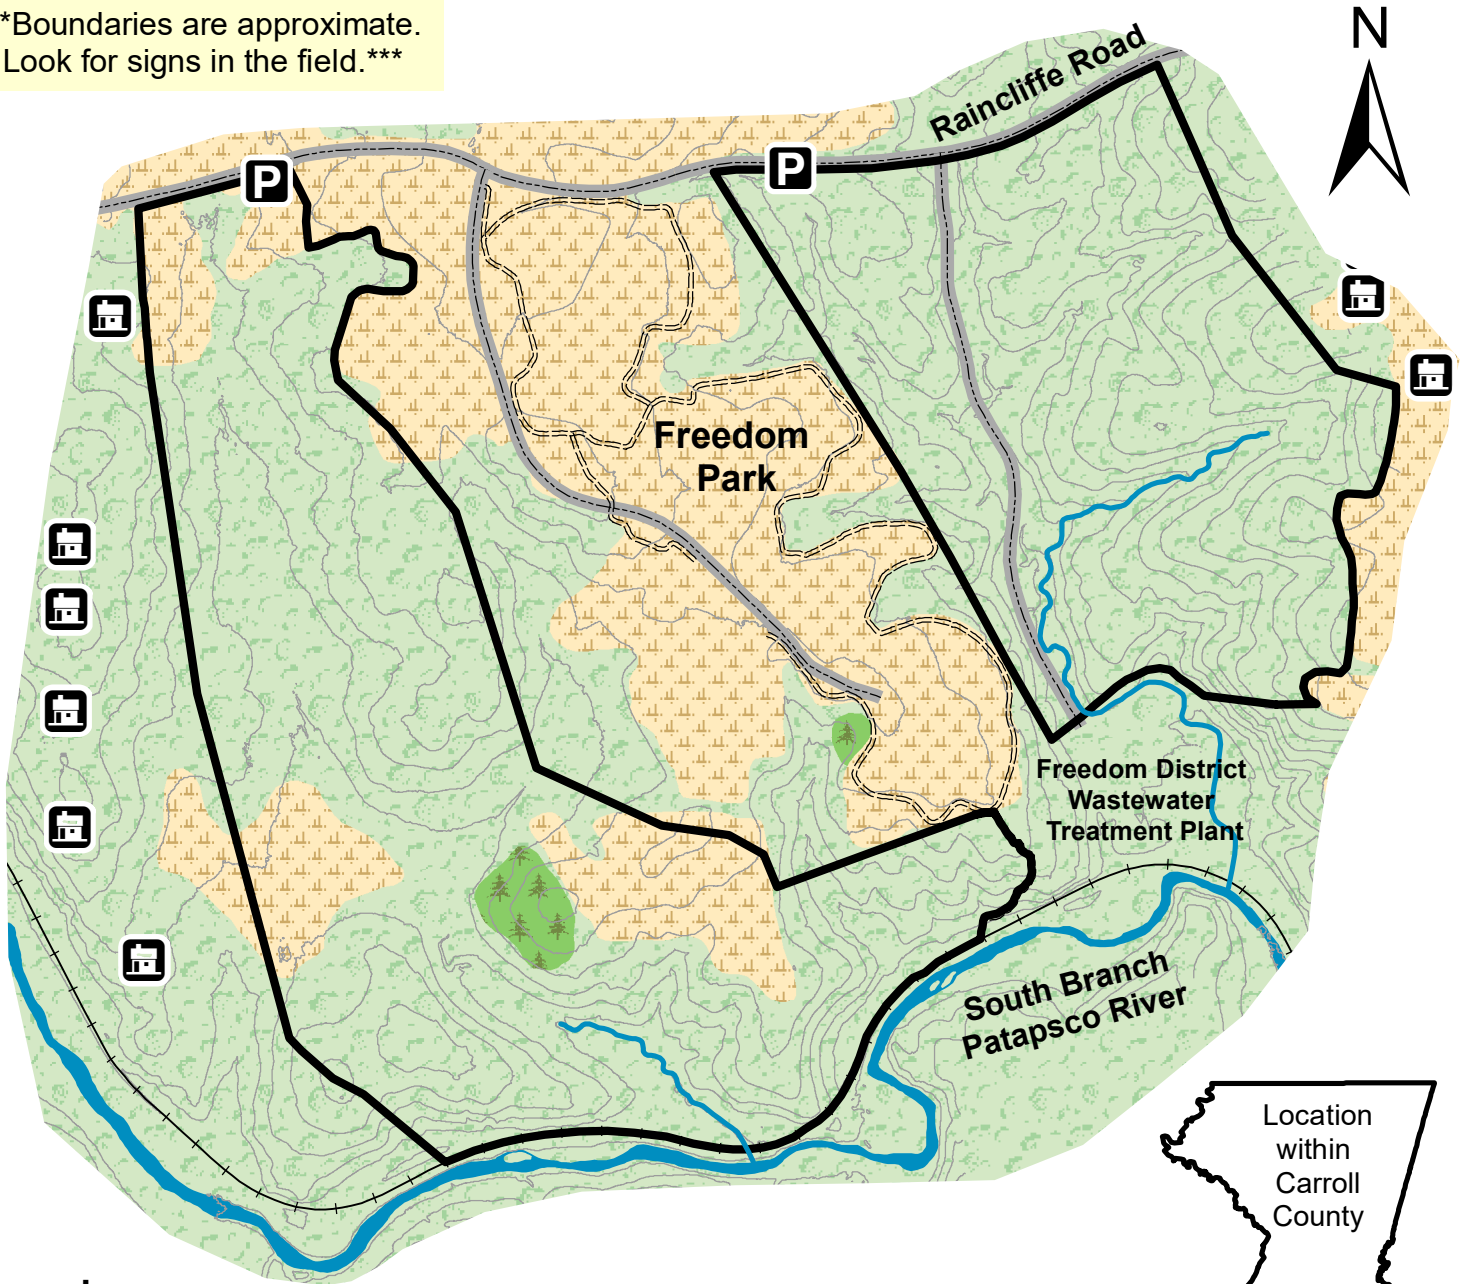 *Boundaries are approximate.
Look for signs in the field.***
N
Raincliffe Road
P
P
Freedom
Park
Freedom District
Wastewater
Treatment Plant
South Branch
Patapsco River
Location
within
Carroll
County